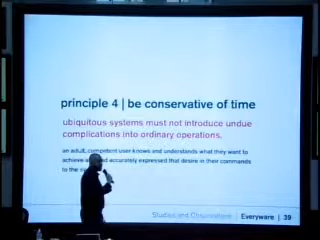 principle 4 | be conservative of time
ubiquitous systems must not introduce undue
complications into ordinary operations.
an adult, competent user knows and understands what they want to
achieve and accurately expressed that desire in their commands
to the
Studies and Observations | Everyware | 39